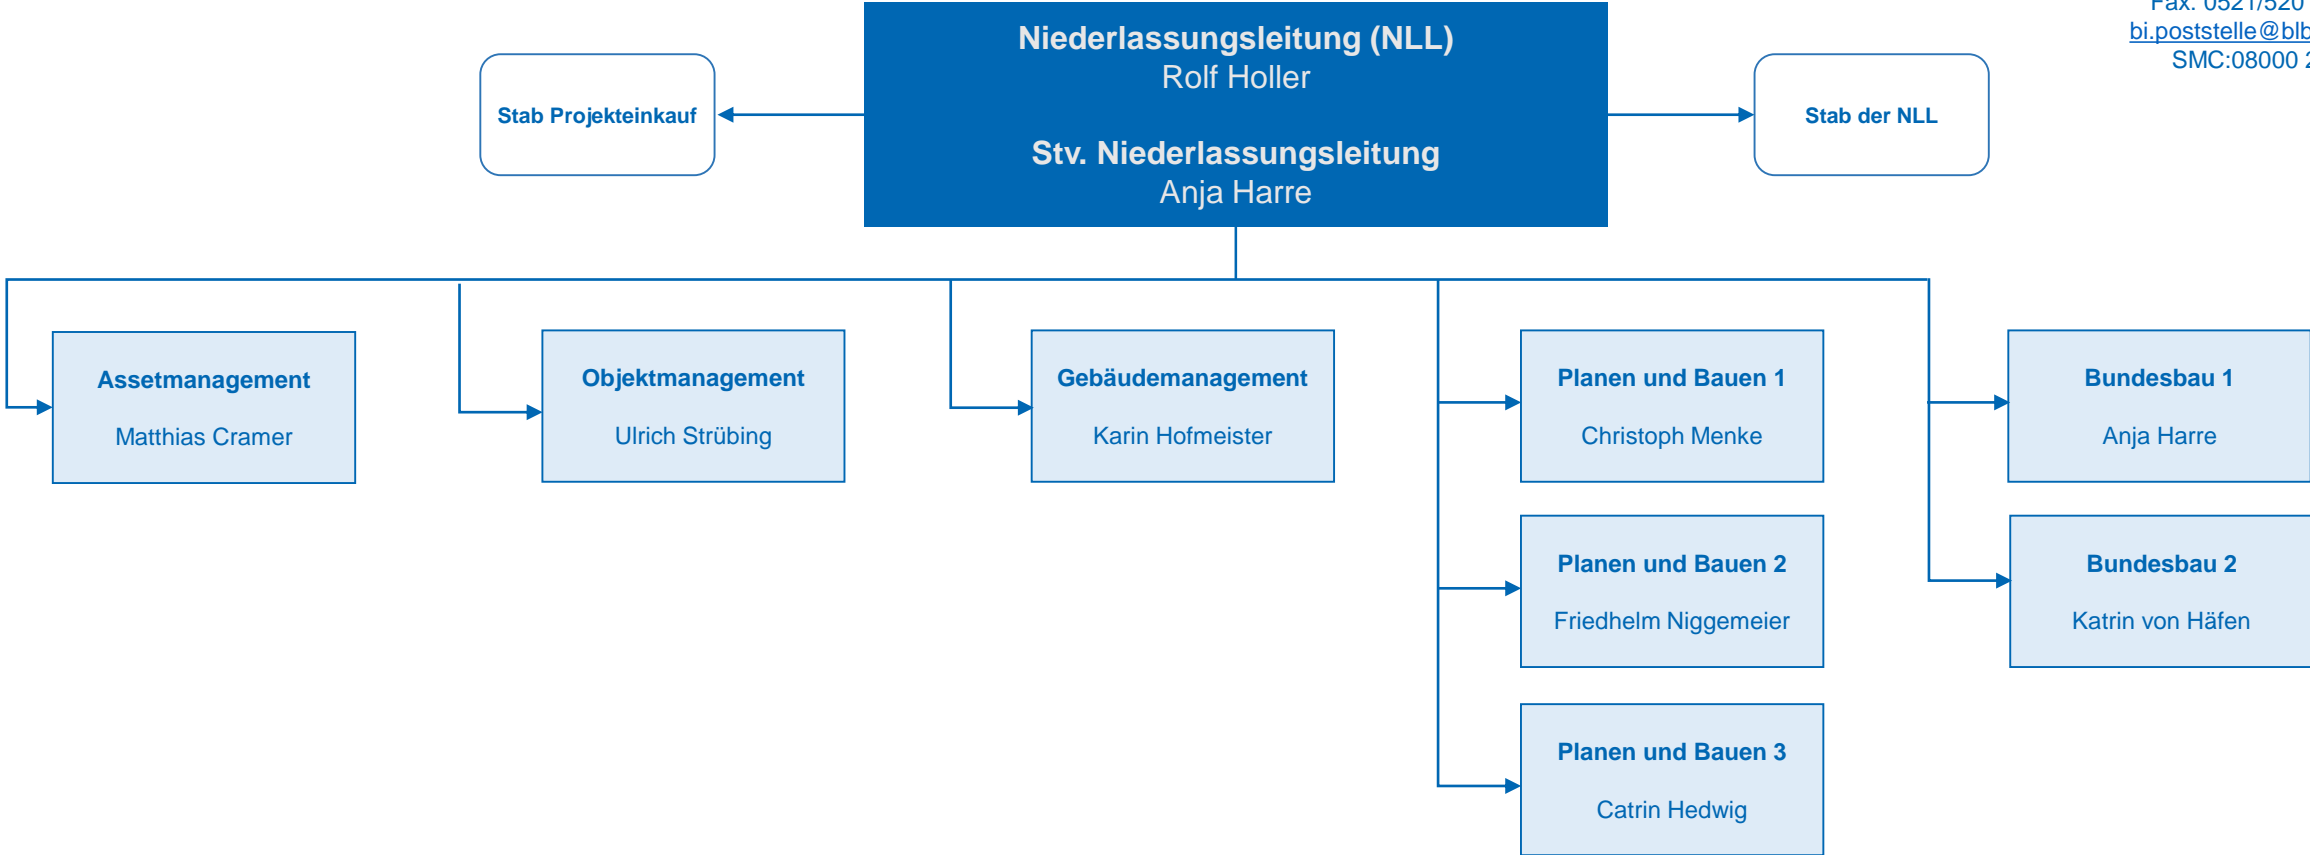 Fax: 0521/520
bi.poststelle@blb
SMC:08000 2
Niederlassungsleitung (NLL)
Rolf Holler
Stv. Niederlassungsleitung
Anja Harre
Stab Projekteinkauf
Stab der NLL
Assetmanagement
Matthias Cramer
Objektmanagement
Ulrich Strübing
Gebäudemanagement
Karin Hofmeister
Planen und Bauen 1
Christoph Menke
Bundesbau 1
Anja Harre
Planen und Bauen 2
Friedhelm Niggemeier
Bundesbau 2
Katrin von Häfen
Planen und Bauen 3
Catrin Hedwig